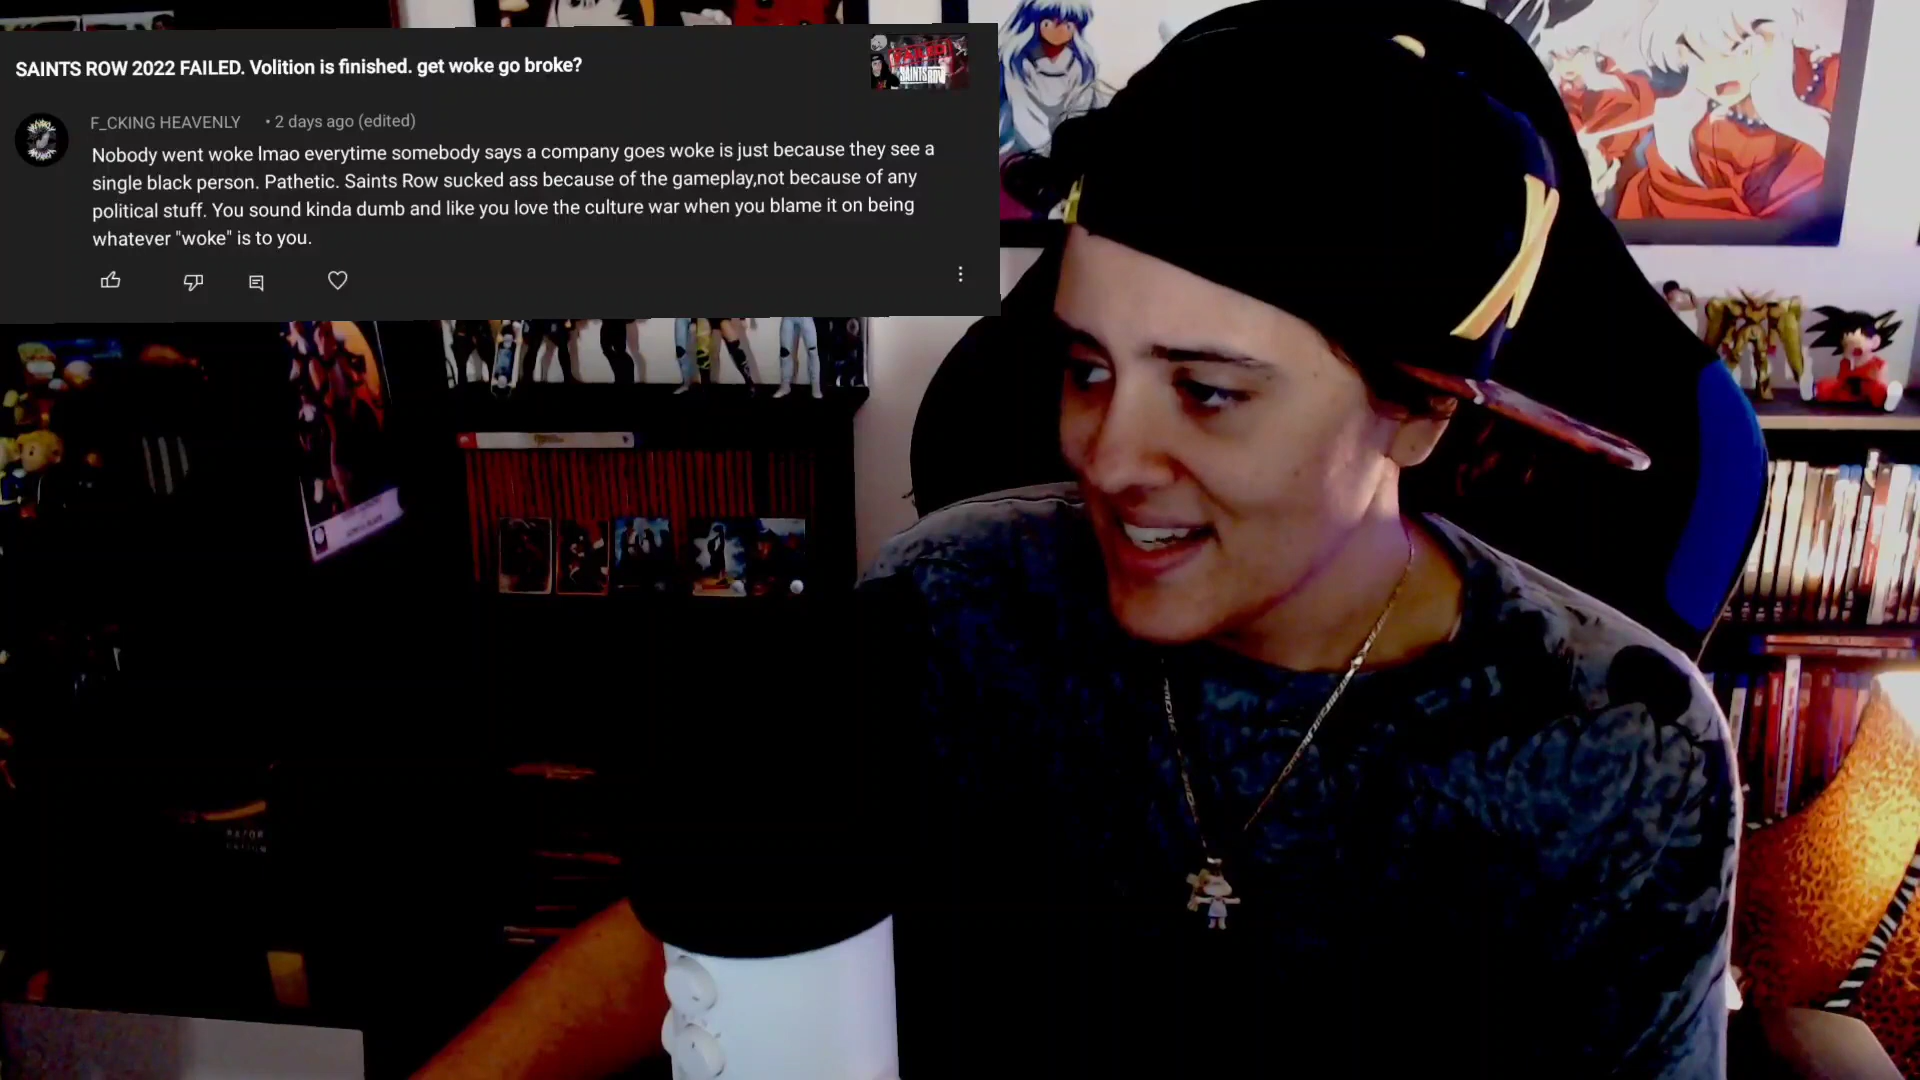 SAINTS ROW 2022 FAILED. Volition is finished. get woke go broke?
SAINTS ROW
F_CKING HEAVENLY • 2 days ago (edited)
Nobody went woke lmao everytime somebody says a company goes woke is just because they see a
single black person. Pathetic. Saints Row sucked ass because of the gameplay,not because of any
political stuff. You sound kinda dumb and like you love the culture war when you blame it on being
whatever "woke" is to you.